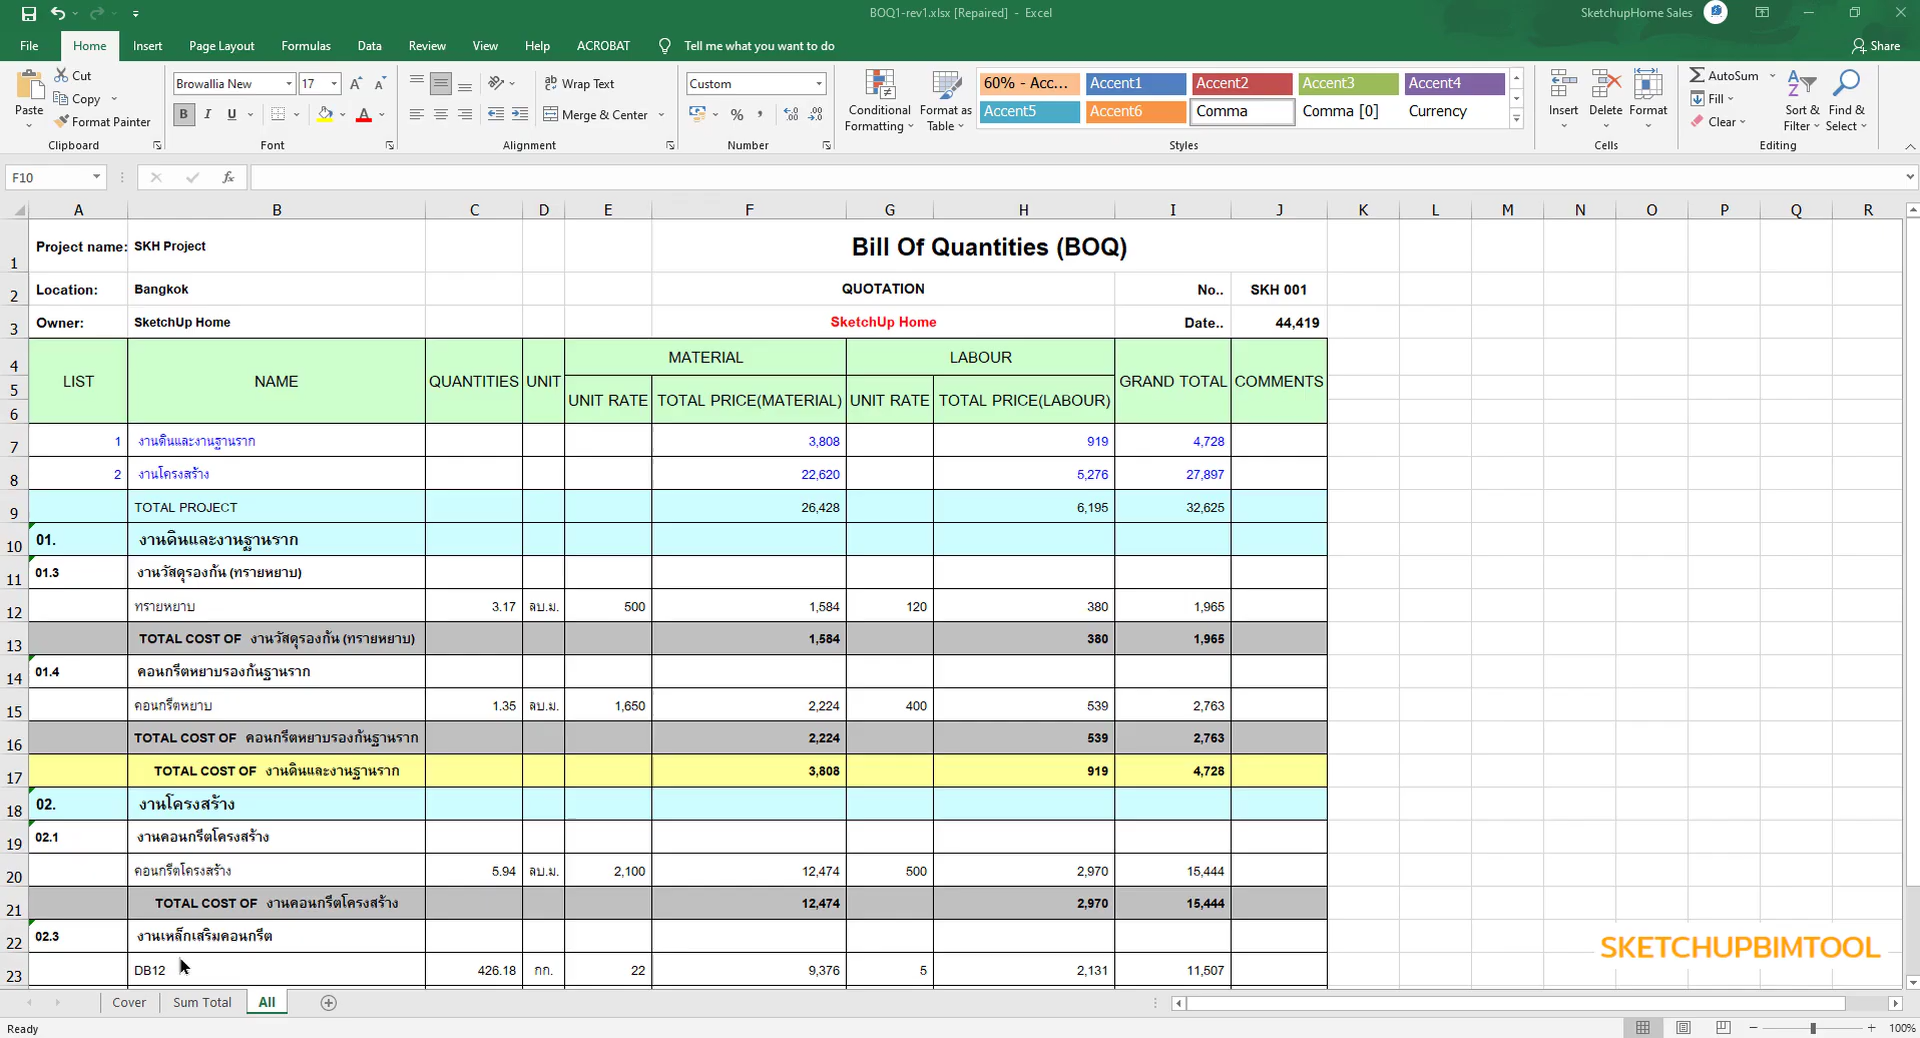 BOQ1-rev1.xlsx [Repaired] - Excel
SketchupHome Sales
File Home Insert Page Layout Formulas Data Review View Help ACROBAT Tell me what you want to do Share
Paste Cut Copy Format Painter Clipboard
Browallia New 17 A A B I U A Font
Wrap Text Merge & Center Alignment
Custom % , Number
Conditional Formatting Format as Table
60% - Acc... Accent1 Accent2 Accent3 Accent4
Accent5 Accent6 Comma Comma [0] Currency
Styles
Insert Delete Format Cells
AutoSum Fill Clear Sort & Filter Find & Select Editing
F10 fx
A B C D E F G H I J K L M N O P Q R
1 Project name: SKH Project Bill Of Quantities (BOQ)
2 Location: Bangkok QUOTATION No.. SKH 001
3 Owner: SketchUp Home SketchUp Home Date.. 44,419
4 MATERIAL LABOUR
5 LIST NAME QUANTITIES UNIT GRAND TOTAL COMMENTS
6 UNIT RATE TOTAL PRICE(MATERIAL) UNIT RATE TOTAL PRICE(LABOUR)
7 1 งานดินและงานฐานราก 3,808 919 4,728
8 2 งานโครงสร้าง 22,620 5,276 27,897
9 TOTAL PROJECT 26,428 6,195 32,625
10 01. งานดินและงานฐานราก
11 01.3 งานวัสดุรองก้น (ทรายหยาบ)
12 ทรายหยาบ 3.17 ลบ.ม. 500 1,584 120 380 1,965
13 TOTAL COST OF งานวัสดุรองก้น (ทรายหยาบ) 1,584 380 1,965
14 01.4 คอนกรีตหยาบรองก้นฐานราก
15 คอนกรีตหยาบ 1.35 ลบ.ม. 1,650 2,224 400 539 2,763
16 TOTAL COST OF คอนกรีตหยาบรองก้นฐานราก 2,224 539 2,763
17 TOTAL COST OF งานดินและงานฐานราก 3,808 919 4,728
18 02. งานโครงสร้าง
19 02.1 งานคอนกรีตโครงสร้าง
20 คอนกรีตโครงสร้าง 5.94 ลบ.ม. 2,100 12,474 500 2,970 15,444
21 TOTAL COST OF งานคอนกรีตโครงสร้าง 12,474 2,970 15,444
22 02.3 งานเหล็กเสริมคอนกรีต
23 DB12 426.18 กก. 22 9,376 5 2,131 11,507
SKETCHUPBIMTOOL
Cover Sum Total All
Ready 100%